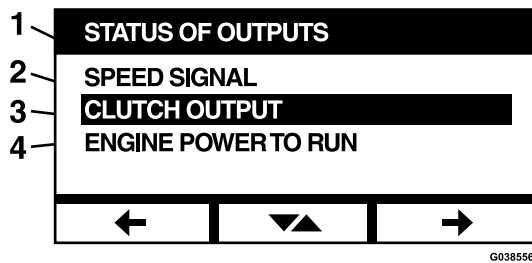 1 STATUS OF OUTPUTS
2 SPEED SIGNAL
3 CLUTCH OUTPUT
4 ENGINE POWER TO RUN
G038556